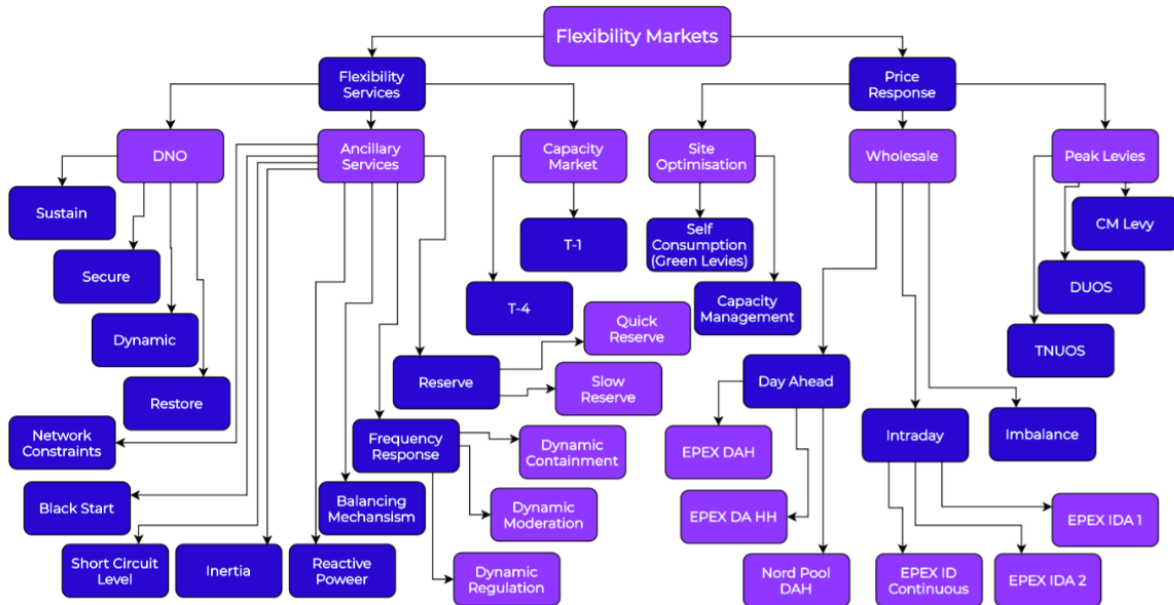 Flexibility Markets
Flexibility
Services
Price
Response
DNO
Ancillary
Services
Capacity
Market
Site
Optimisation
Wholesale
Peak Levies
Sustain
Secure
Dynamic
Restore
Network
Constraints
Black Start
Short Circuit
Level
Inertia
Reactive
Poweer
Balancing
Mechansism
Frequency
Response
Dynamic
Containment
Dynamic
Moderation
Dynamic
Regulation
Reserve
Quick
Reserve
Slow
Reserve
T-1
T-4
Self
Consumption
(Green Levies)
Capacity
Management
Day Ahead
EPEX DAH
EPEX DA HH
Nord Pool
DAH
Intraday
EPEX ID
Continuous
EPEX IDA 2
EPEX IDA 1
Imbalance
CM Levy
DUOS
TNUOS